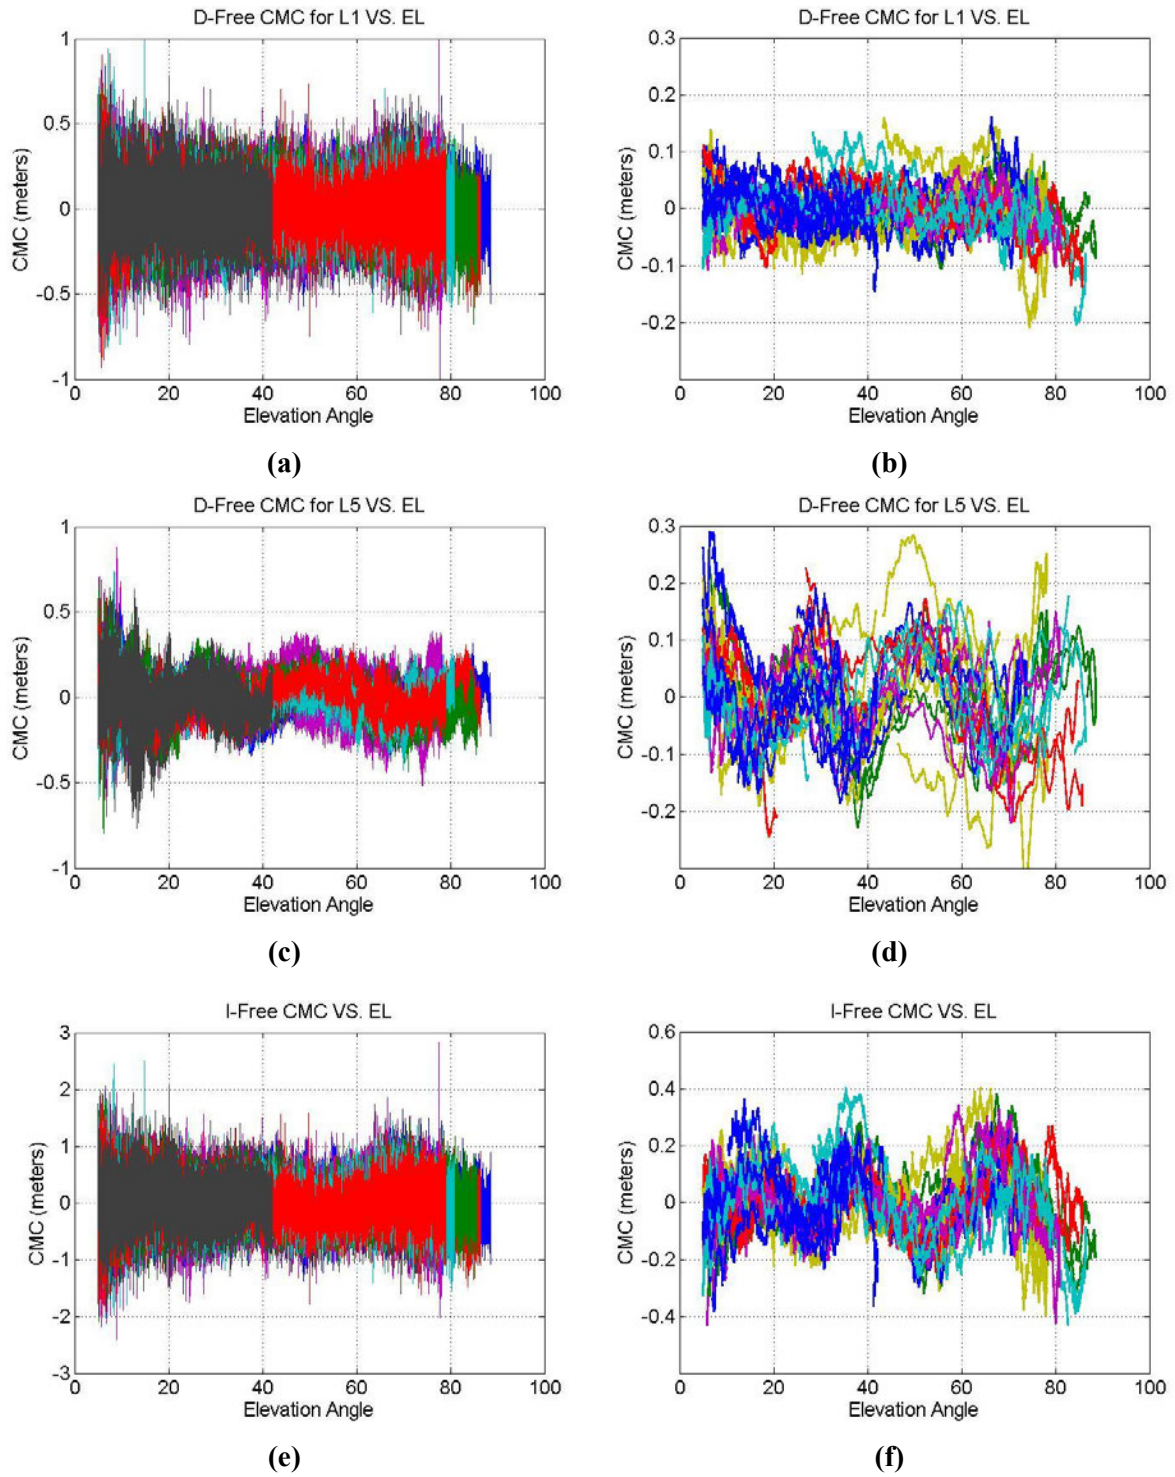 D-Free CMC for L1 VS. EL
D-Free CMC for L1 VS. EL
1
0.5
0
-0.5
-1
CMC (meters)
0 20 40 60 80 100
Elevation Angle
0.3
0.2
0.1
0
-0.1
-0.2
CMC (meters)
0 20 40 60 80 100
Elevation Angle
(a)
(b)
D-Free CMC for L5 VS. EL
D-Free CMC for L5 VS. EL
1
0.5
0
-0.5
-1
CMC (meters)
0 20 40 60 80 100
Elevation Angle
0.3
0.2
0.1
0
-0.1
-0.2
CMC (meters)
0 20 40 60 80 100
Elevation Angle
(c)
(d)
I-Free CMC VS. EL
I-Free CMC VS. EL
3
2
1
0
-1
-2
-3
CMC (meters)
0 20 40 60 80 100
Elevation Angle
0.6
0.4
0.2
0
-0.2
-0.4
CMC (meters)
0 20 40 60 80 100
Elevation Angle
(e)
(f)